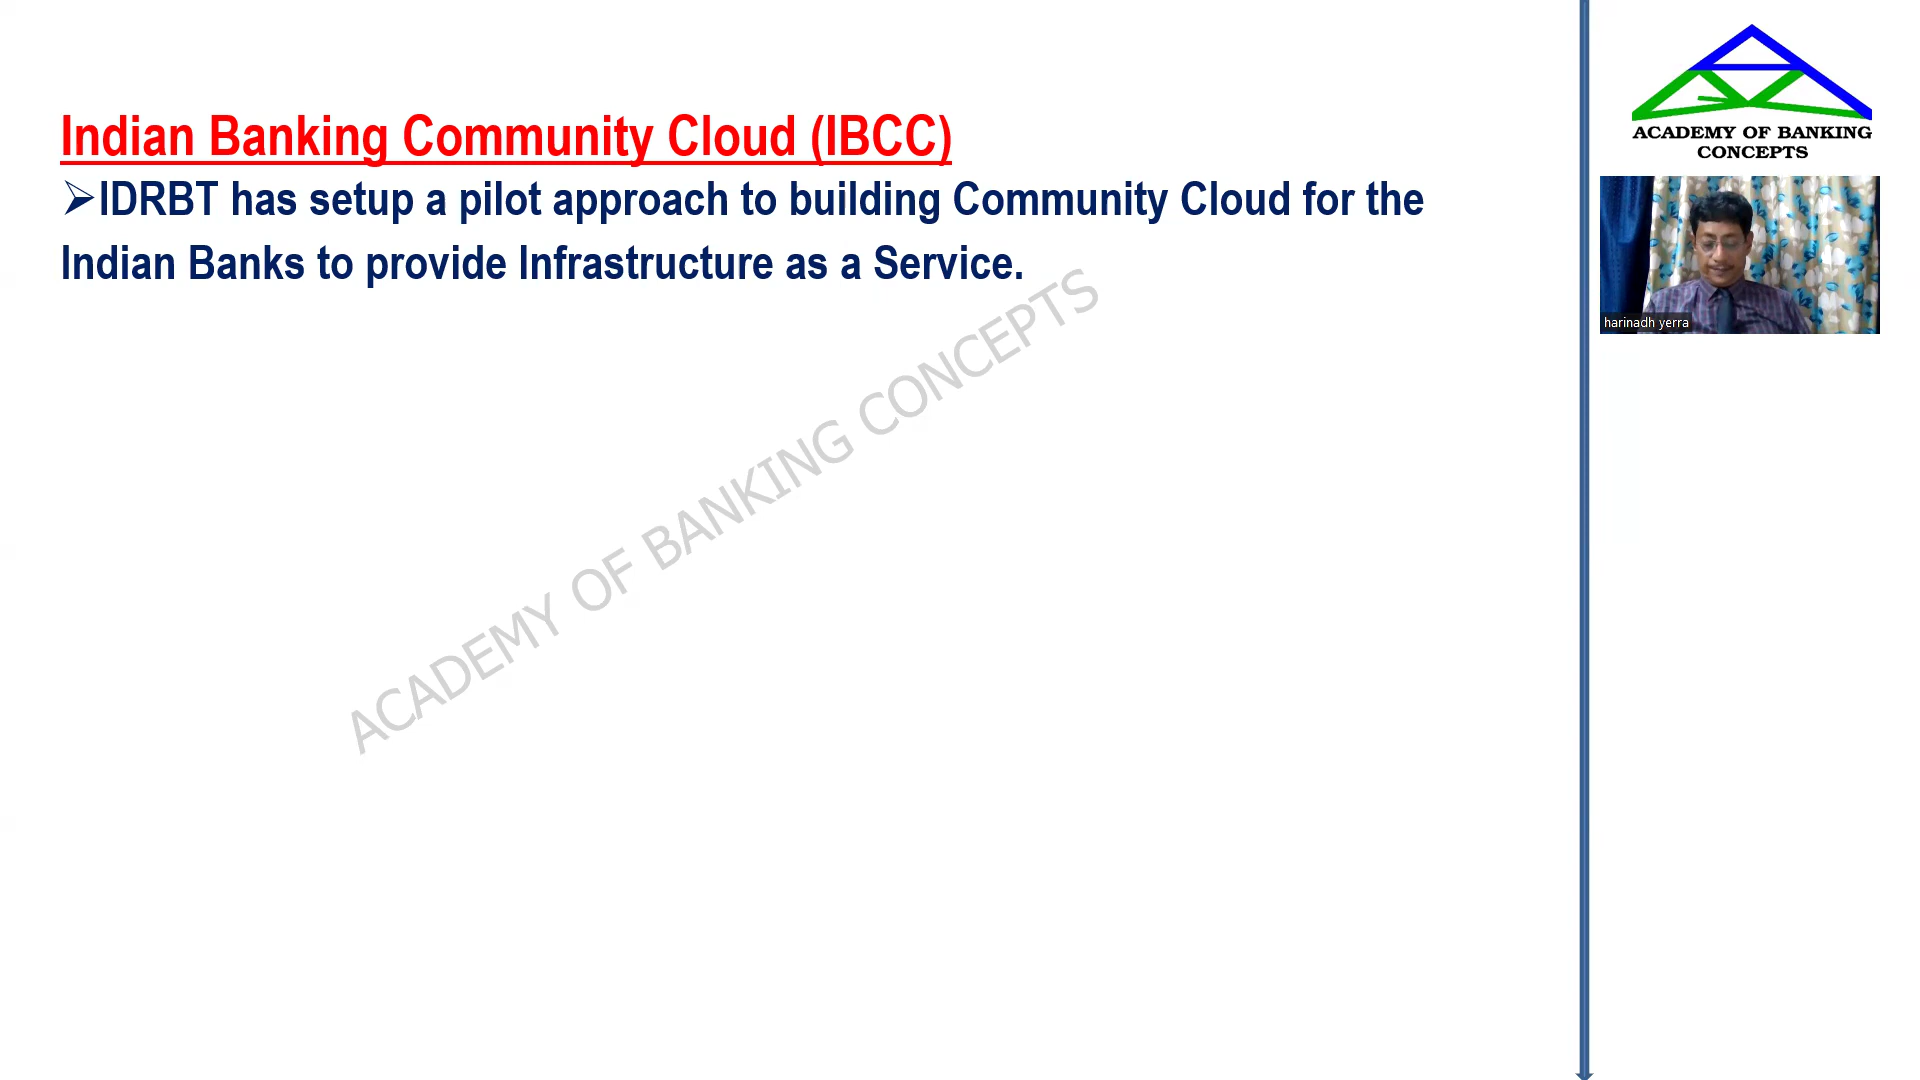 Indian Banking Community Cloud (IBCC)
➢IDRBT has setup a pilot approach to building Community Cloud for the
Indian Banks to provide Infrastructure as a Service.
ACADEMY OF BANKING CONCEPTS
ACADEMY OF BANKING
CONCEPTS
harinadh yerra